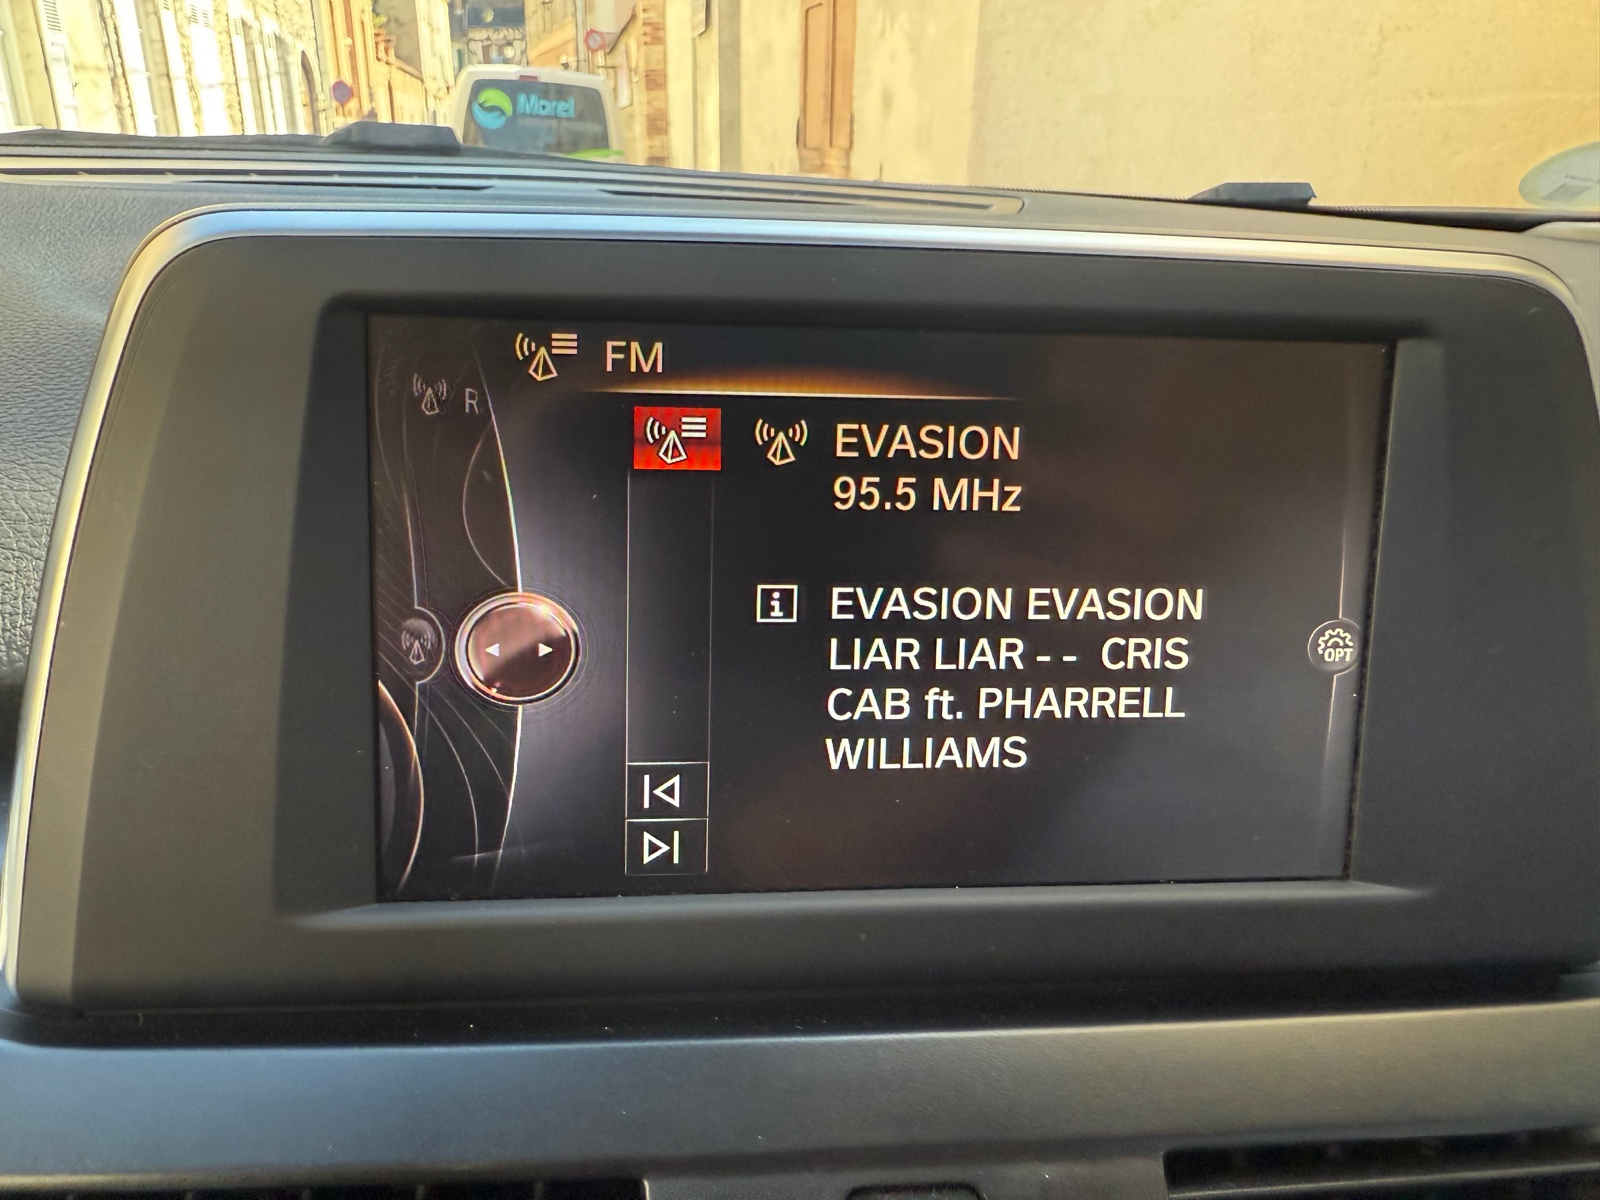 Morel
FM
R
EVASION
95.5 MHz
EVASION EVASION
LIAR LIAR - -  CRIS
CAB ft. PHARRELL
WILLIAMS
OPT